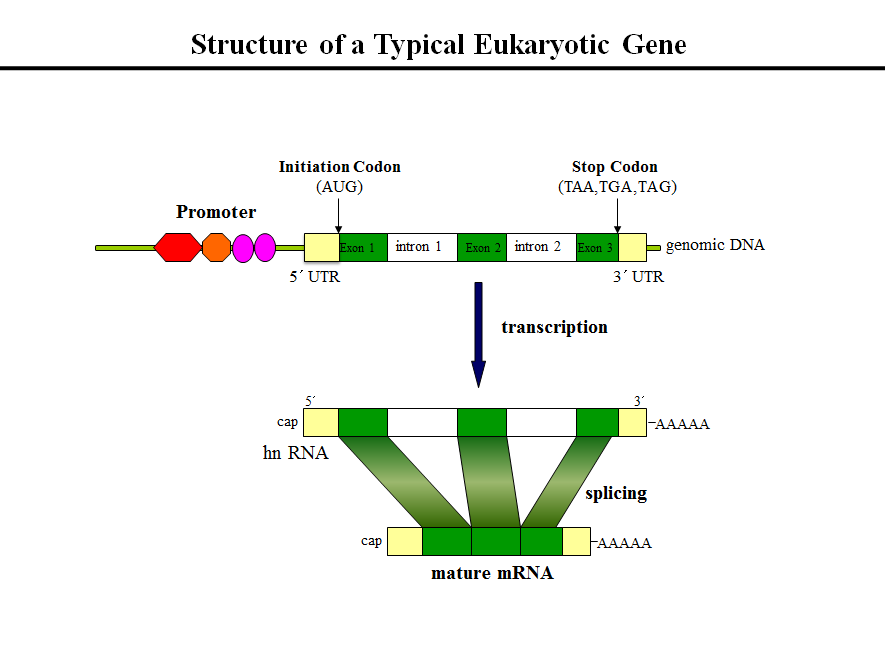 Structure of a Typical Eukaryotic Gene
Initiation Codon
(AUG)
Stop Codon
(TAA,TGA,TAG)
Promoter
Exon 1
intron 1
Exon 2
intron 2
Exon 3
genomic DNA
5´ UTR
3´ UTR
transcription
5´
3´
cap
AAAAA
hn RNA
splicing
cap
AAAAA
mature mRNA